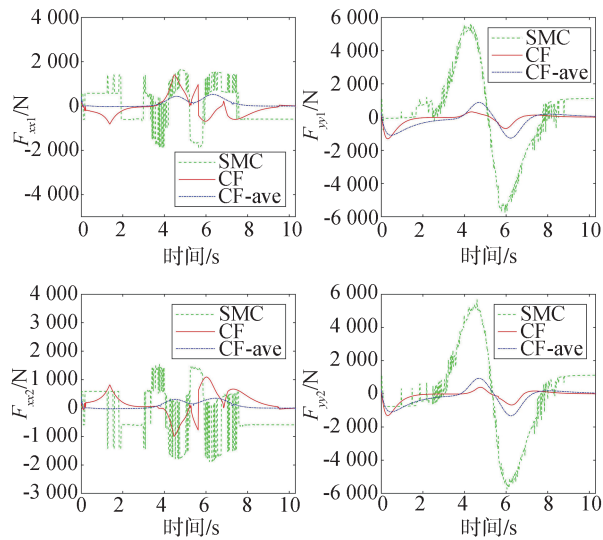 4 000
2 000
0
-2 000
-4 000
F_xx1/N
SMC
CF
CF-ave
0 2 4 6 8 10
时间/s
6 000
4 000
2 000
0
-2 000
-4 000
-6 000
F_yy1/N
SMC
CF
CF-ave
0 2 4 6 8 10
时间/s
4 000
3 000
2 000
1 000
0
-1 000
-2 000
-3 000
F_xx2/N
SMC
CF
CF-ave
0 2 4 6 8 10
时间/s
6 000
4 000
2 000
0
-2 000
-4 000
-6 000
F_yy2/N
SMC
CF
CF-ave
0 2 4 6 8 10
时间/s